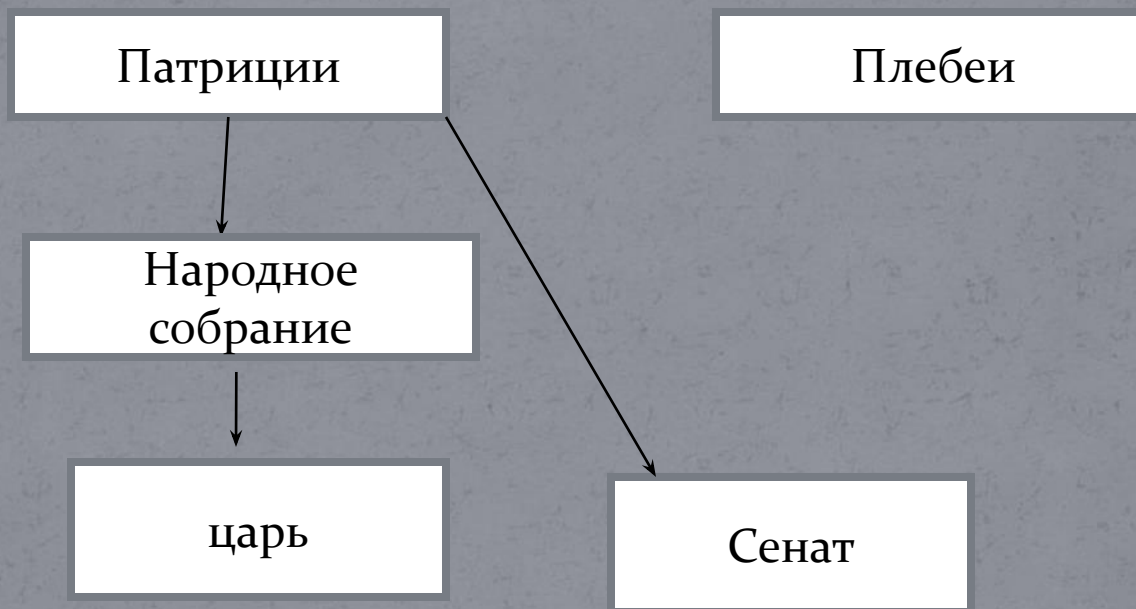 Патриции
Плебеи
Народное
собрание
царь
Сенат